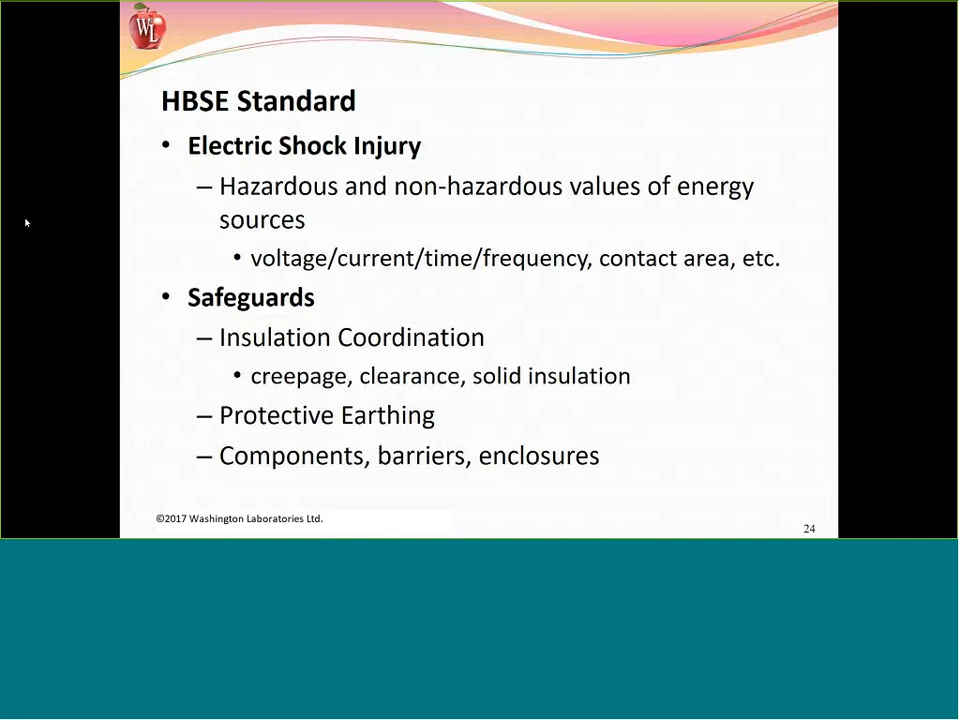 WL
HBSE Standard
• Electric Shock Injury
– Hazardous and non-hazardous values of energy
sources
• voltage/current/time/frequency, contact area, etc.
• Safeguards
– Insulation Coordination
• creepage, clearance, solid insulation
– Protective Earthing
– Components, barriers, enclosures
©2017 Washington Laboratories Ltd.
24